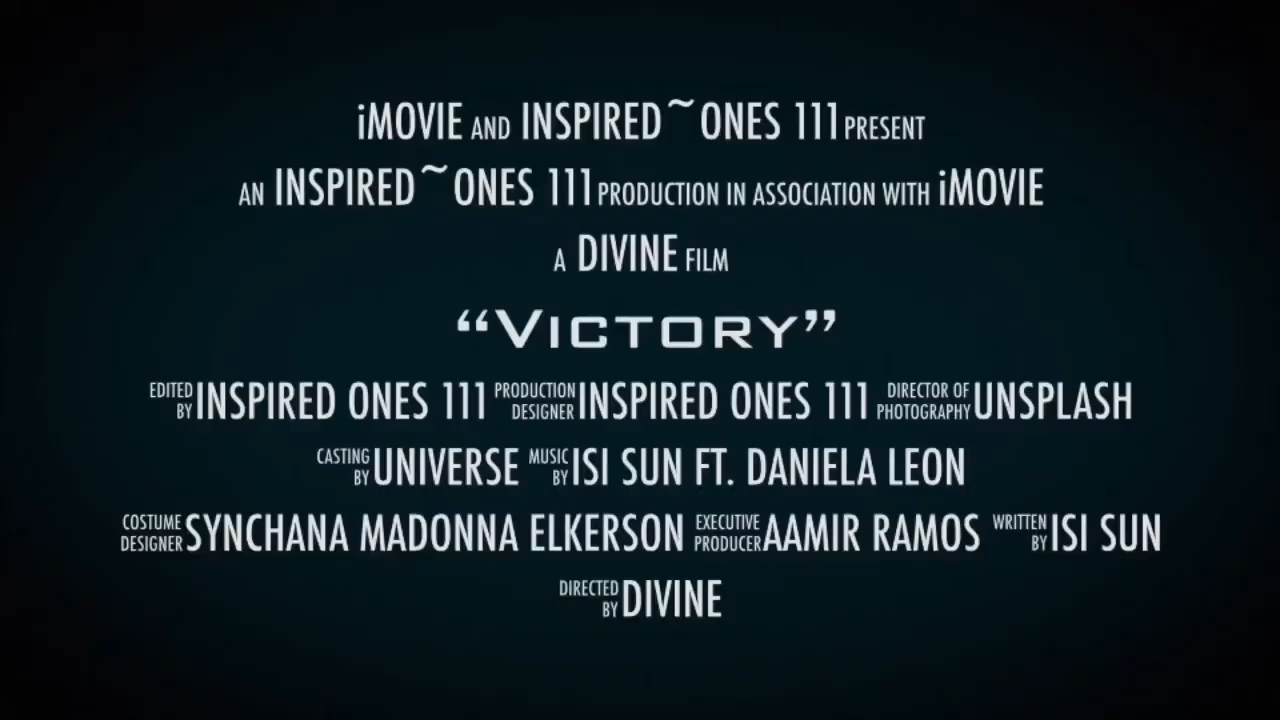 iMOVIE AND INSPIRED~ONES 111 PRESENT
AN INSPIRED~ONES 111 PRODUCTION IN ASSOCIATION WITH iMOVIE
A DIVINE FILM
“VICTORY”
EDITED BY INSPIRED ONES 111 PRODUCTION DESIGNER INSPIRED ONES 111 DIRECTOR OF PHOTOGRAPHY UNSPLASH
CASTING BY UNIVERSE MUSIC BY ISI SUN FT. DANIELA LEON
COSTUME DESIGNER SYNCHANA MADONNA ELKERSON EXECUTIVE PRODUCER AAMIR RAMOS WRITTEN BY ISI SUN
DIRECTED BY DIVINE